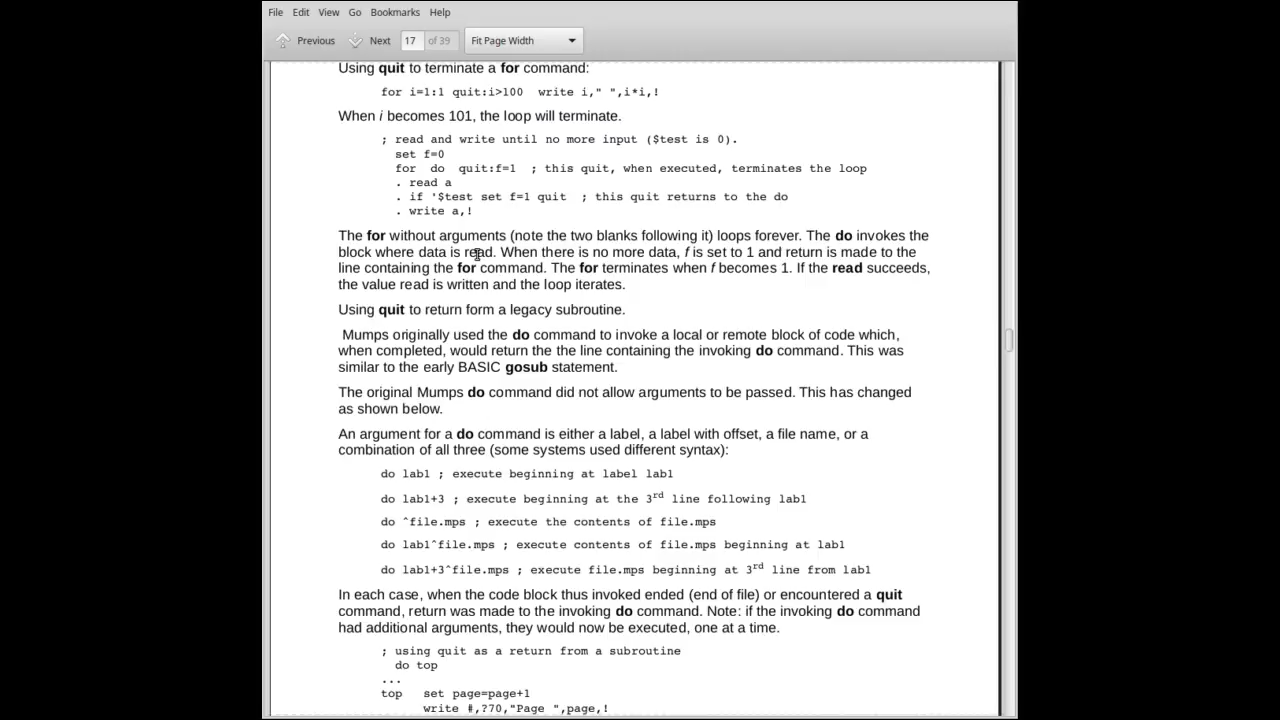 File Edit View Go Bookmarks Help
Previous Next 17 of 39 Fit Page Width
Using quit to terminate a for command:
for i=1:1 quit:i>100  write i," ",i*i,!
When i becomes 101, the loop will terminate.
; read and write until no more input ($test is 0).
set f=0
for  do  quit:f=1  ; this quit, when executed, terminates the loop
. read a
. if '$test set f=1 quit  ; this quit returns to the do
. write a,!
The for without arguments (note the two blanks following it) loops forever. The do invokes the
block where data is read. When there is no more data, f is set to 1 and return is made to the
line containing the for command. The for terminates when f becomes 1. If the read succeeds,
the value read is written and the loop iterates.
Using quit to return form a legacy subroutine.
Mumps originally used the do command to invoke a local or remote block of code which,
when completed, would return the the line containing the invoking do command. This was
similar to the early BASIC gosub statement.
The original Mumps do command did not allow arguments to be passed. This has changed
as shown below.
An argument for a do command is either a label, a label with offset, a file name, or a
combination of all three (some systems used different syntax):
do lab1 ; execute beginning at label lab1
do lab1+3 ; execute beginning at the 3rd line following lab1
do ^file.mps ; execute the contents of file.mps
do lab1^file.mps ; execute contents of file.mps beginning at lab1
do lab1+3^file.mps ; execute file.mps beginning at 3rd line from lab1
In each case, when the code block thus invoked ended (end of file) or encountered a quit
command, return was made to the invoking do command. Note: if the invoking do command
had additional arguments, they would now be executed, one at a time.
; using quit as a return from a subroutine
do top
...
top   set page=page+1
write #,?70,"Page ",page,!